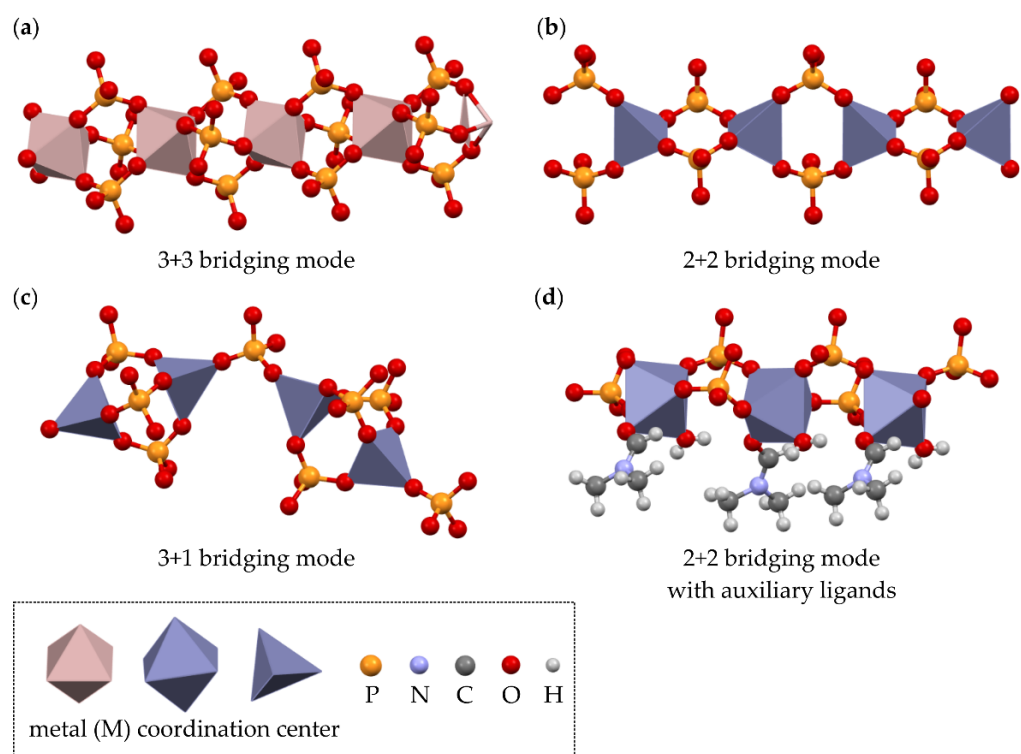 (a)
3+3 bridging mode
(b)
2+2 bridging mode
(c)
3+1 bridging mode
(d)
2+2 bridging mode
with auxiliary ligands
P N C O H
metal (M) coordination center